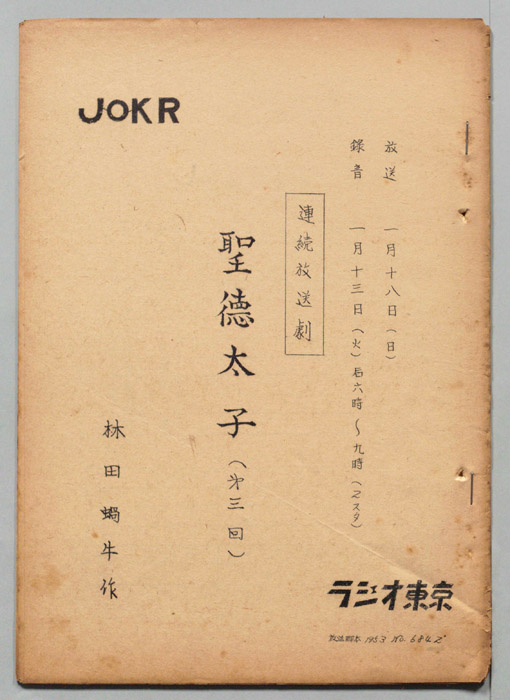 JOKR
放送 一月十八日(日)
録音 一月十三日(火)后六時〜九時(2スタ)
連続放送劇
聖徳太子(第三回)
林田蝸牛作
ラジオ東京
放送脚本 1953 No. 684